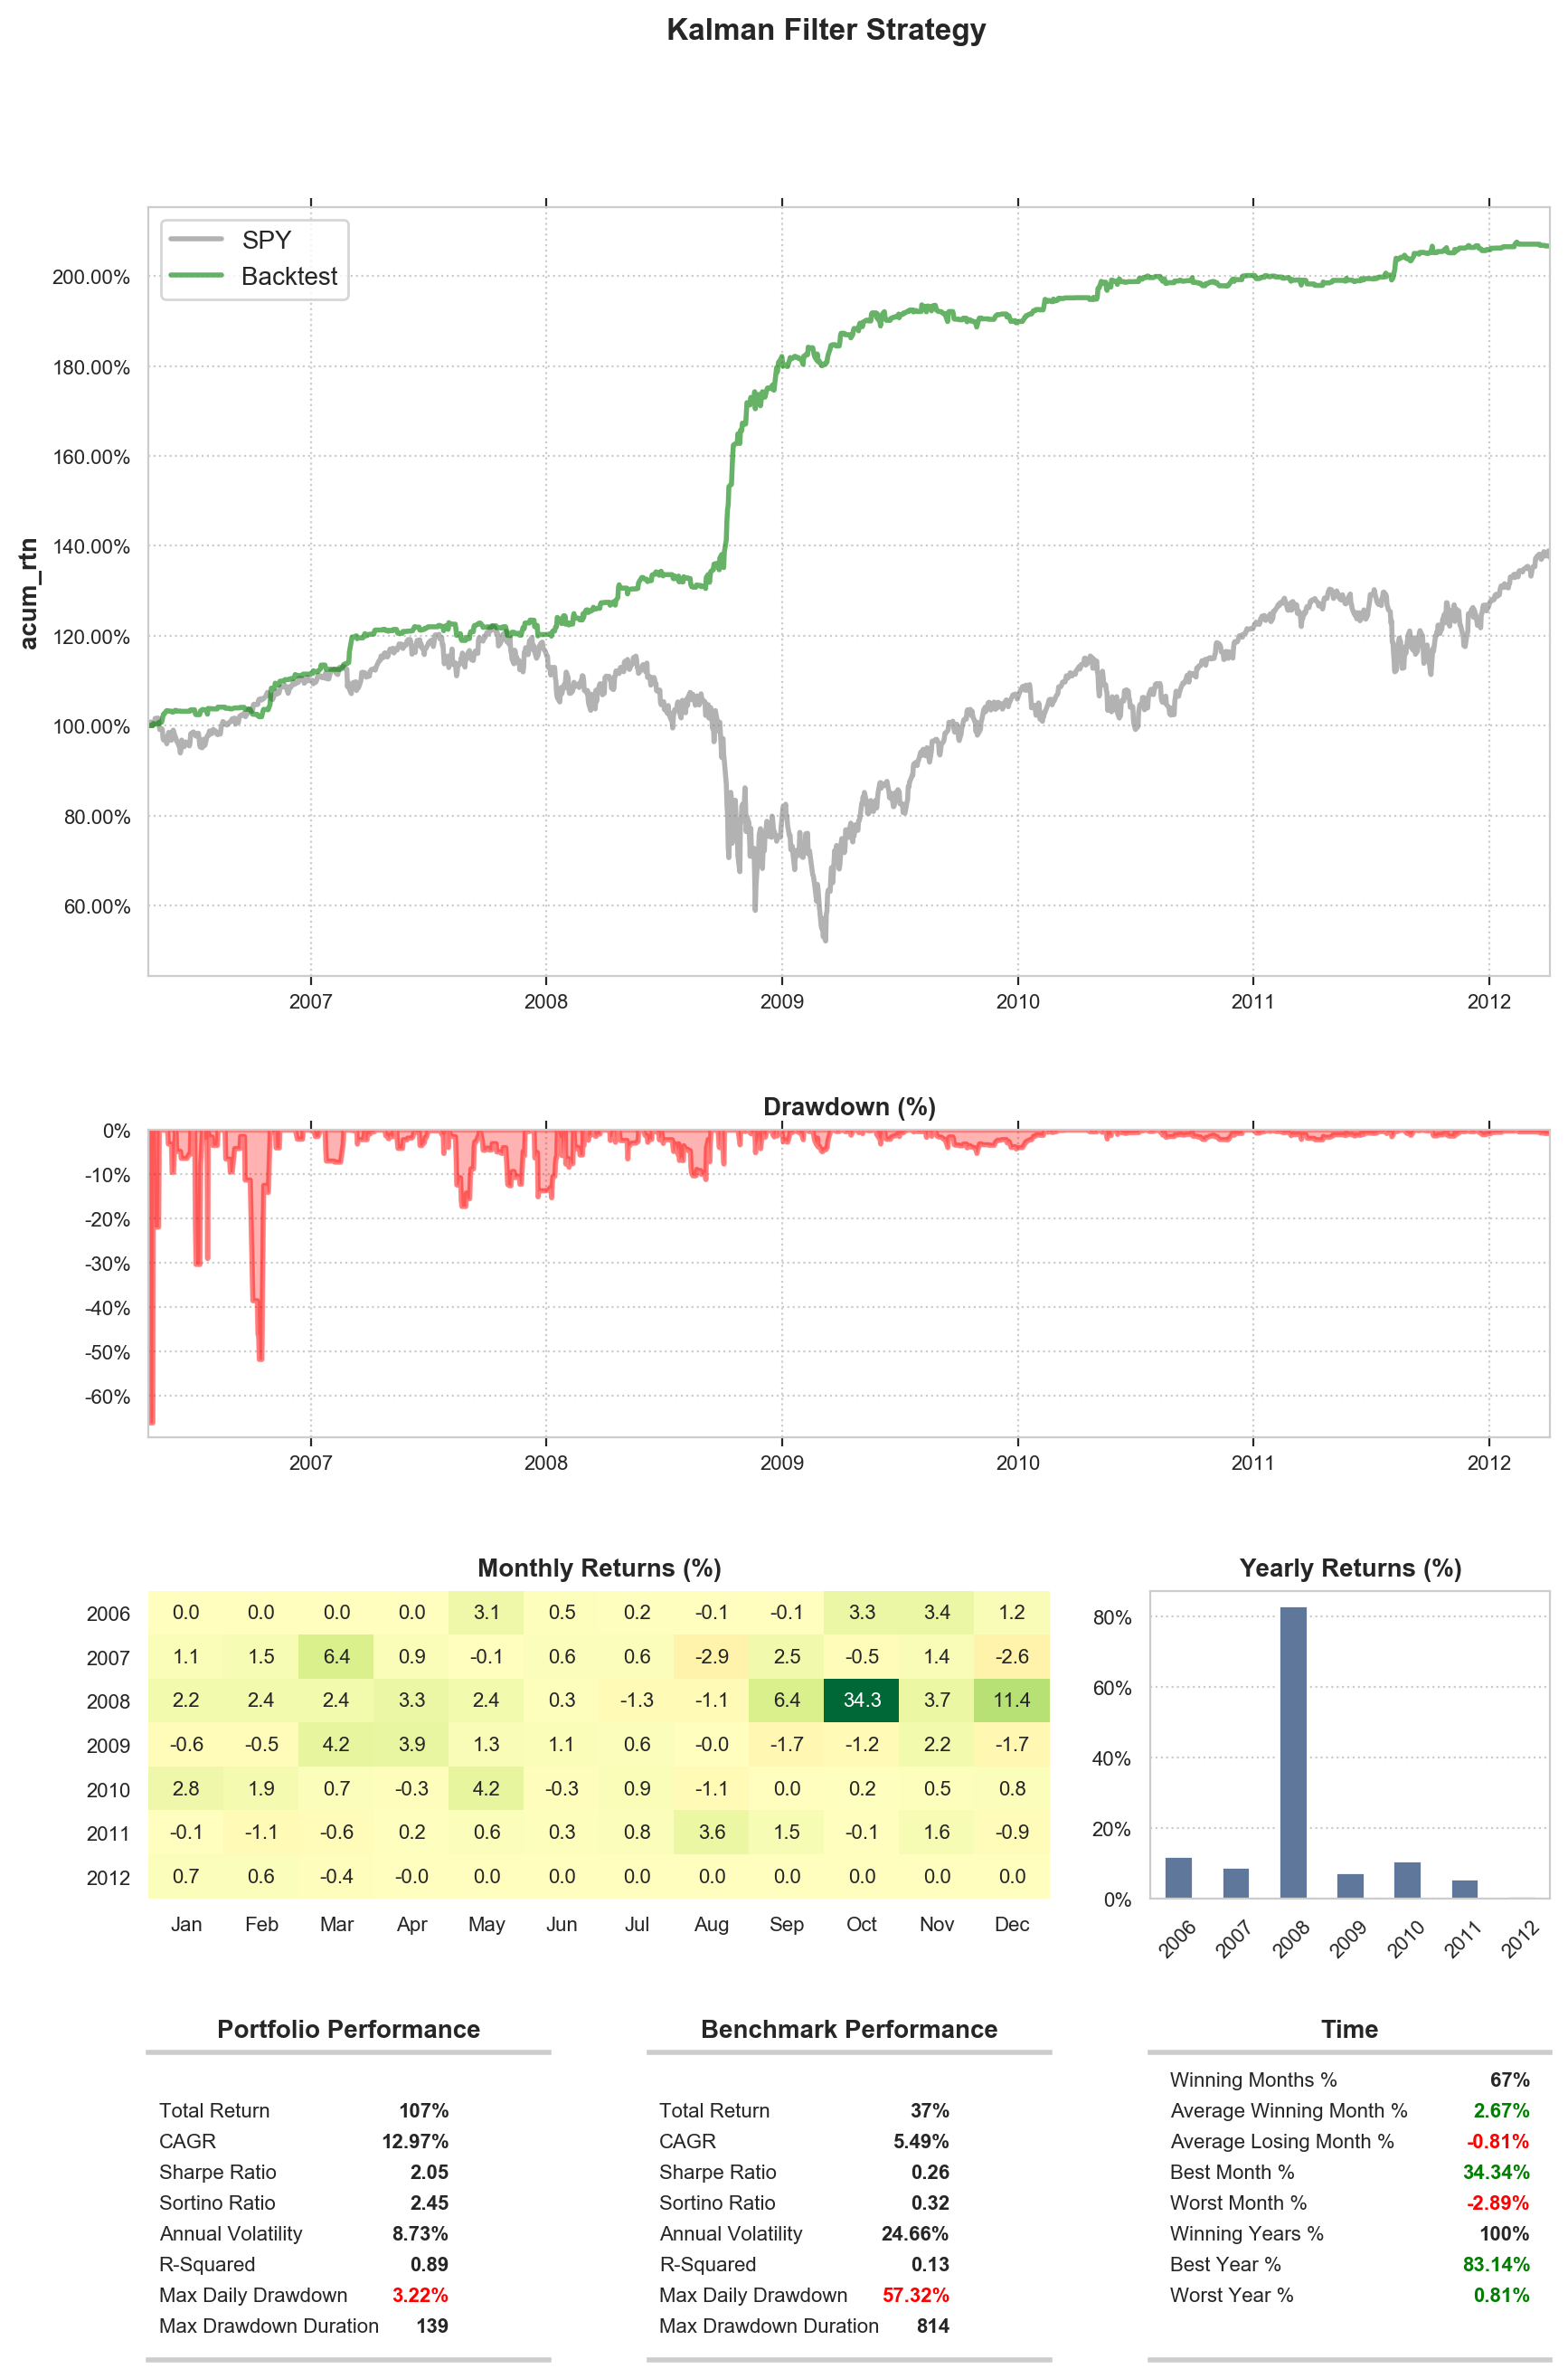 Kalman Filter Strategy
SPY
Backtest
200.00%
180.00%
160.00%
140.00%
120.00%
100.00%
80.00%
60.00%
acum_rtn
2007 2008 2009 2010 2011 2012
Drawdown (%)
0%
-10%
-20%
-30%
-40%
-50%
-60%
2007 2008 2009 2010 2011 2012
Monthly Returns (%)
2006 0.0 0.0 0.0 0.0 3.1 0.5 0.2 -0.1 -0.1 3.3 3.4 1.2
2007 1.1 1.5 6.4 0.9 -0.1 0.6 0.6 -2.9 2.5 -0.5 1.4 -2.6
2008 2.2 2.4 2.4 3.3 2.4 0.3 -1.3 -1.1 6.4 34.3 3.7 11.4
2009 -0.6 -0.5 4.2 3.9 1.3 1.1 0.6 -0.0 -1.7 -1.2 2.2 -1.7
2010 2.8 1.9 0.7 -0.3 4.2 -0.3 0.9 -1.1 0.0 0.2 0.5 0.8
2011 -0.1 -1.1 -0.6 0.2 0.6 0.3 0.8 3.6 1.5 -0.1 1.6 -0.9
2012 0.7 0.6 -0.4 -0.0 0.0 0.0 0.0 0.0 0.0 0.0 0.0 0.0
Jan Feb Mar Apr May Jun Jul Aug Sep Oct Nov Dec
Yearly Returns (%)
80%
60%
40%
20%
0%
2006 2007 2008 2009 2010 2011 2012
Portfolio Performance
Total Return 107%
CAGR 12.97%
Sharpe Ratio 2.05
Sortino Ratio 2.45
Annual Volatility 8.73%
R-Squared 0.89
Max Daily Drawdown 3.22%
Max Drawdown Duration 139
Benchmark Performance
Total Return 37%
CAGR 5.49%
Sharpe Ratio 0.26
Sortino Ratio 0.32
Annual Volatility 24.66%
R-Squared 0.13
Max Daily Drawdown 57.32%
Max Drawdown Duration 814
Time
Winning Months % 67%
Average Winning Month % 2.67%
Average Losing Month % -0.81%
Best Month % 34.34%
Worst Month % -2.89%
Winning Years % 100%
Best Year % 83.14%
Worst Year % 0.81%